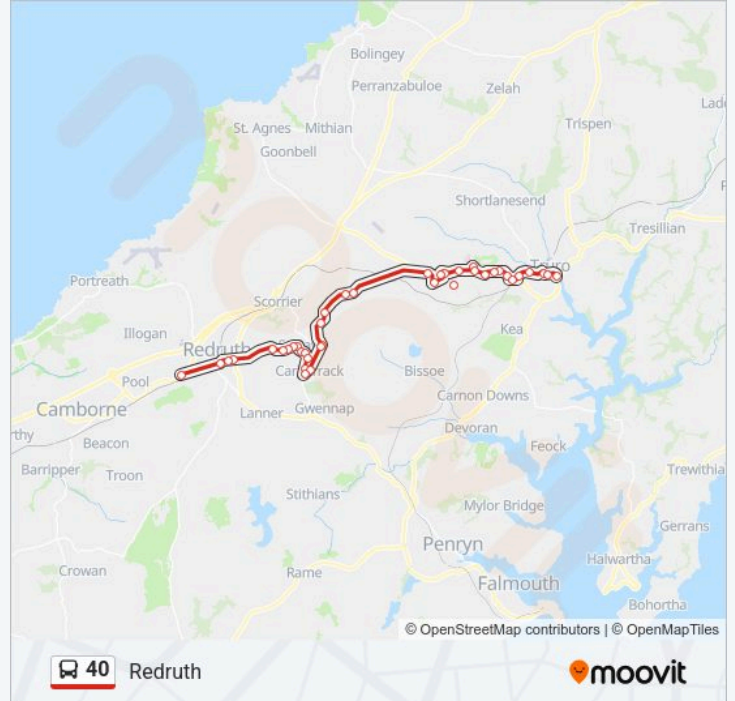 Bolingey
Perranzabuloe
Zelah
Lad
Trispen
St. Agnes
Mithian
Goonbell
Shortlanesend
Tresillian
Truro
Portreath
Scorrier
Kea
Illogan
Redruth
Carharrack
Bissoe
Pool
Carnon Downs
Camborne
Lanner
Gwennap
Devoran
thy
Beacon
Feock
Barripper
Troon
Trewithia
Stithians
Mylor Bridge
Gerrans
Penryn
Halwartha
Crowan
Rame
Falmouth
Bohortha
© OpenStreetMap contributors | © OpenMapTiles
40 Redruth
moovit